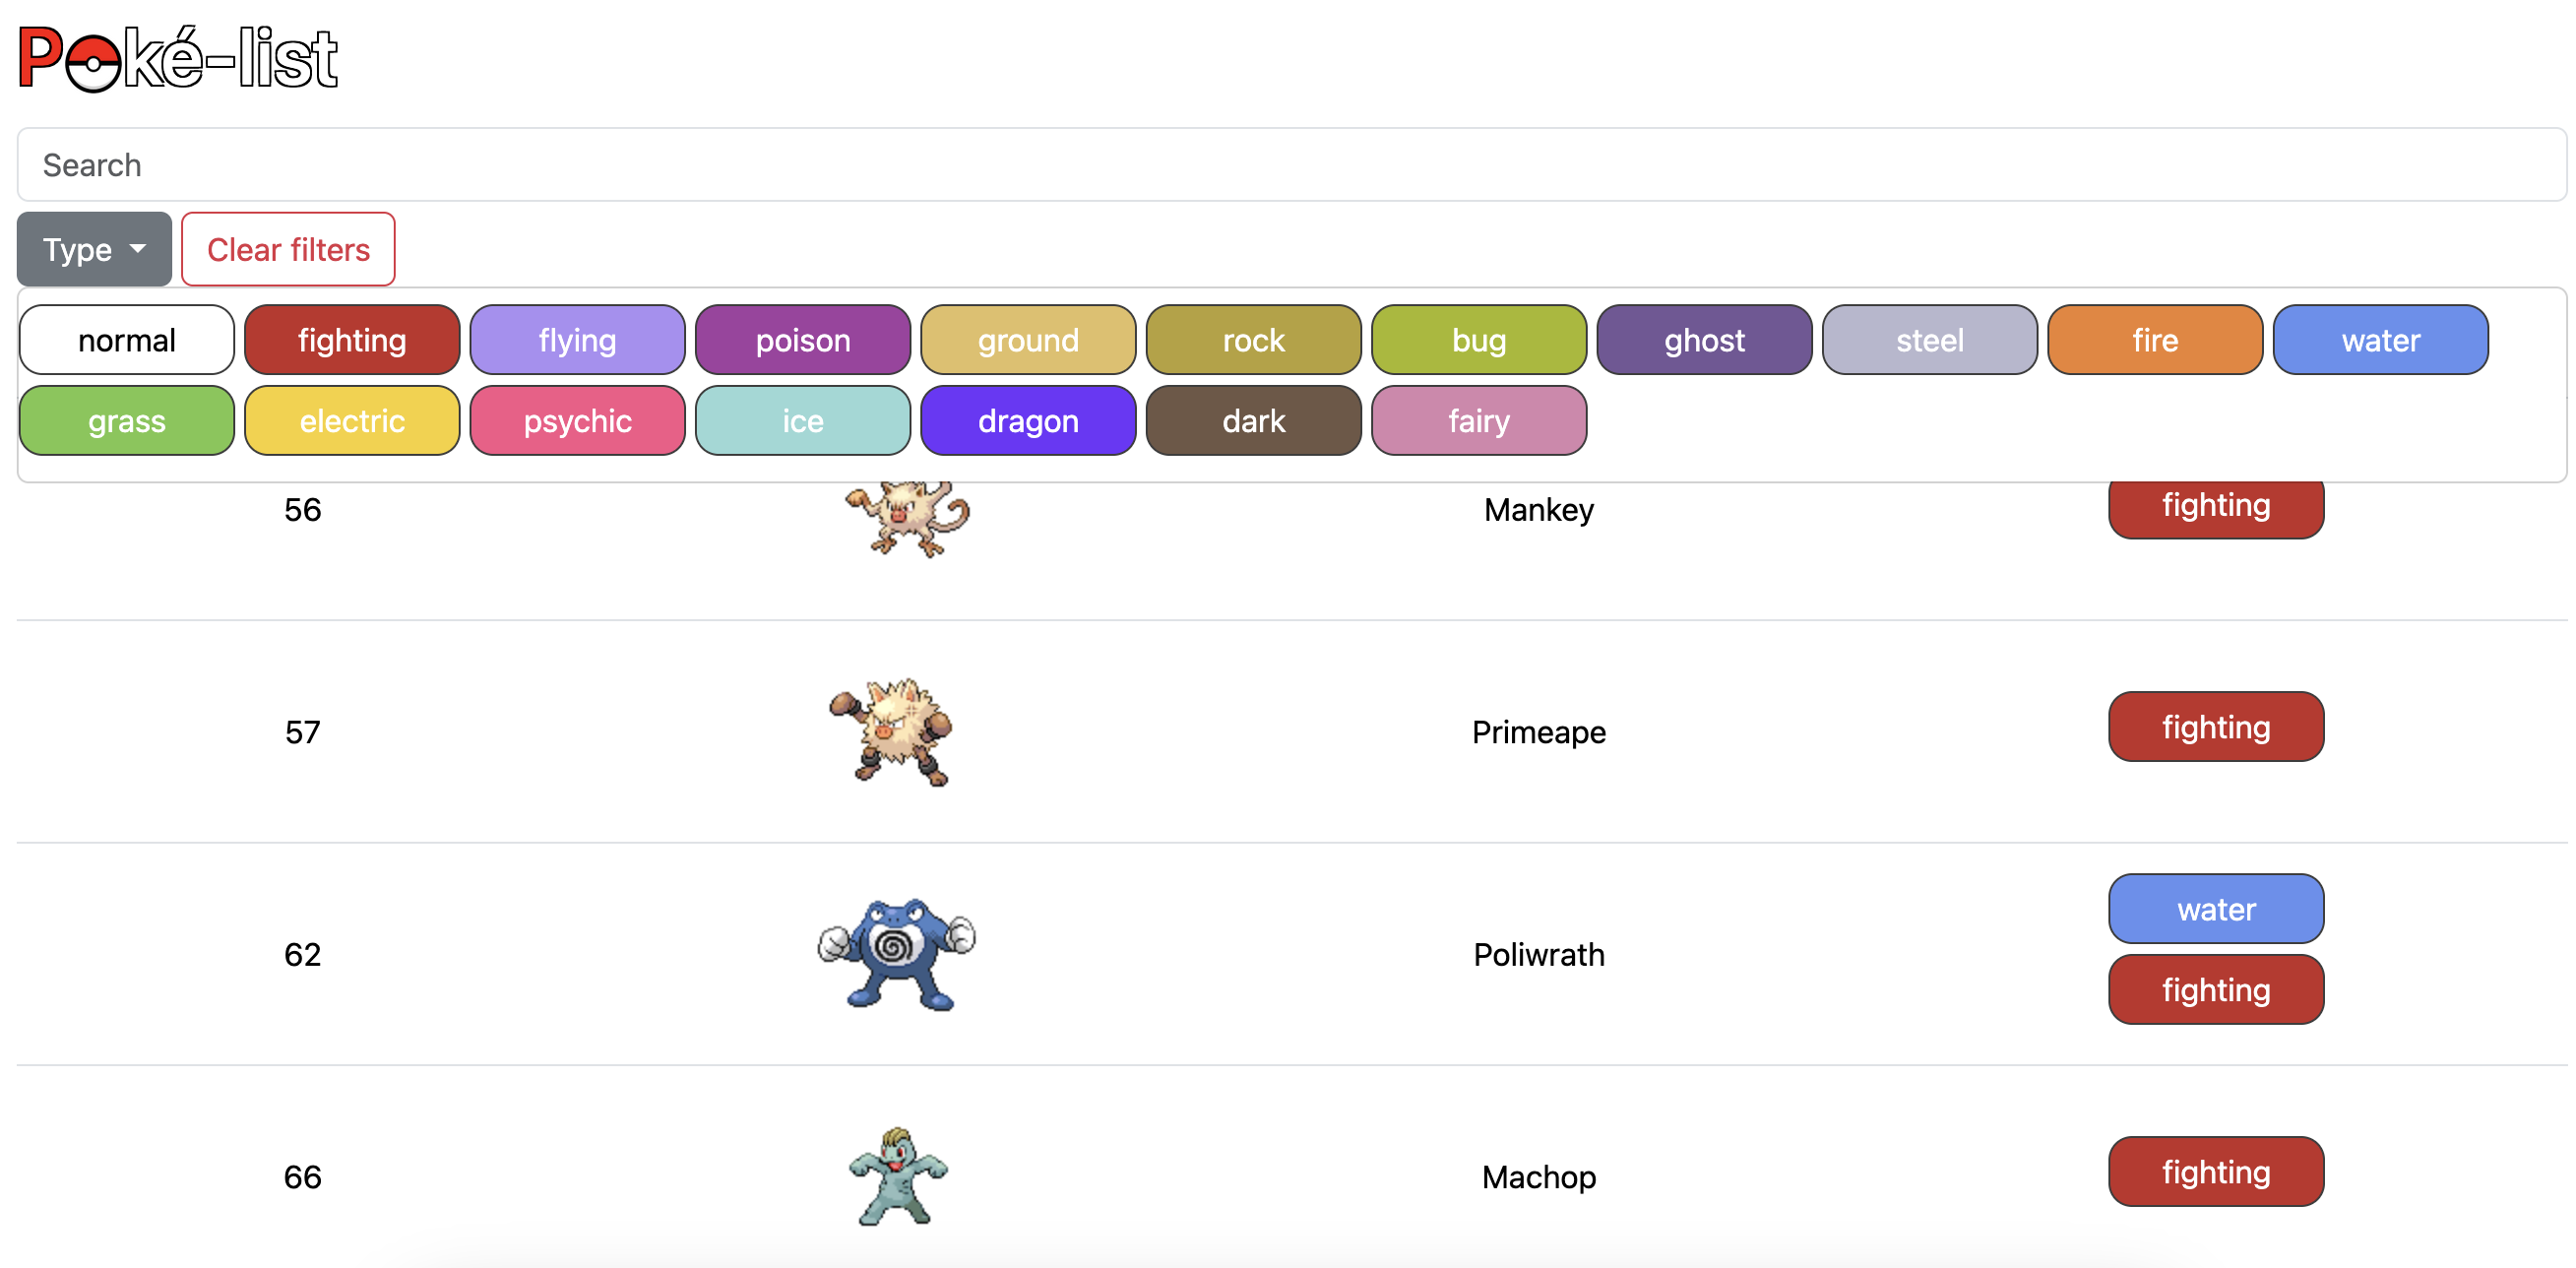 Poké-list
Search
Type Clear filters
normal fighting flying poison ground rock bug ghost steel fire water
grass electric psychic ice dragon dark fairy
56 Mankey fighting
57 Primeape fighting
water
62 Poliwrath
fighting
66 Machop fighting